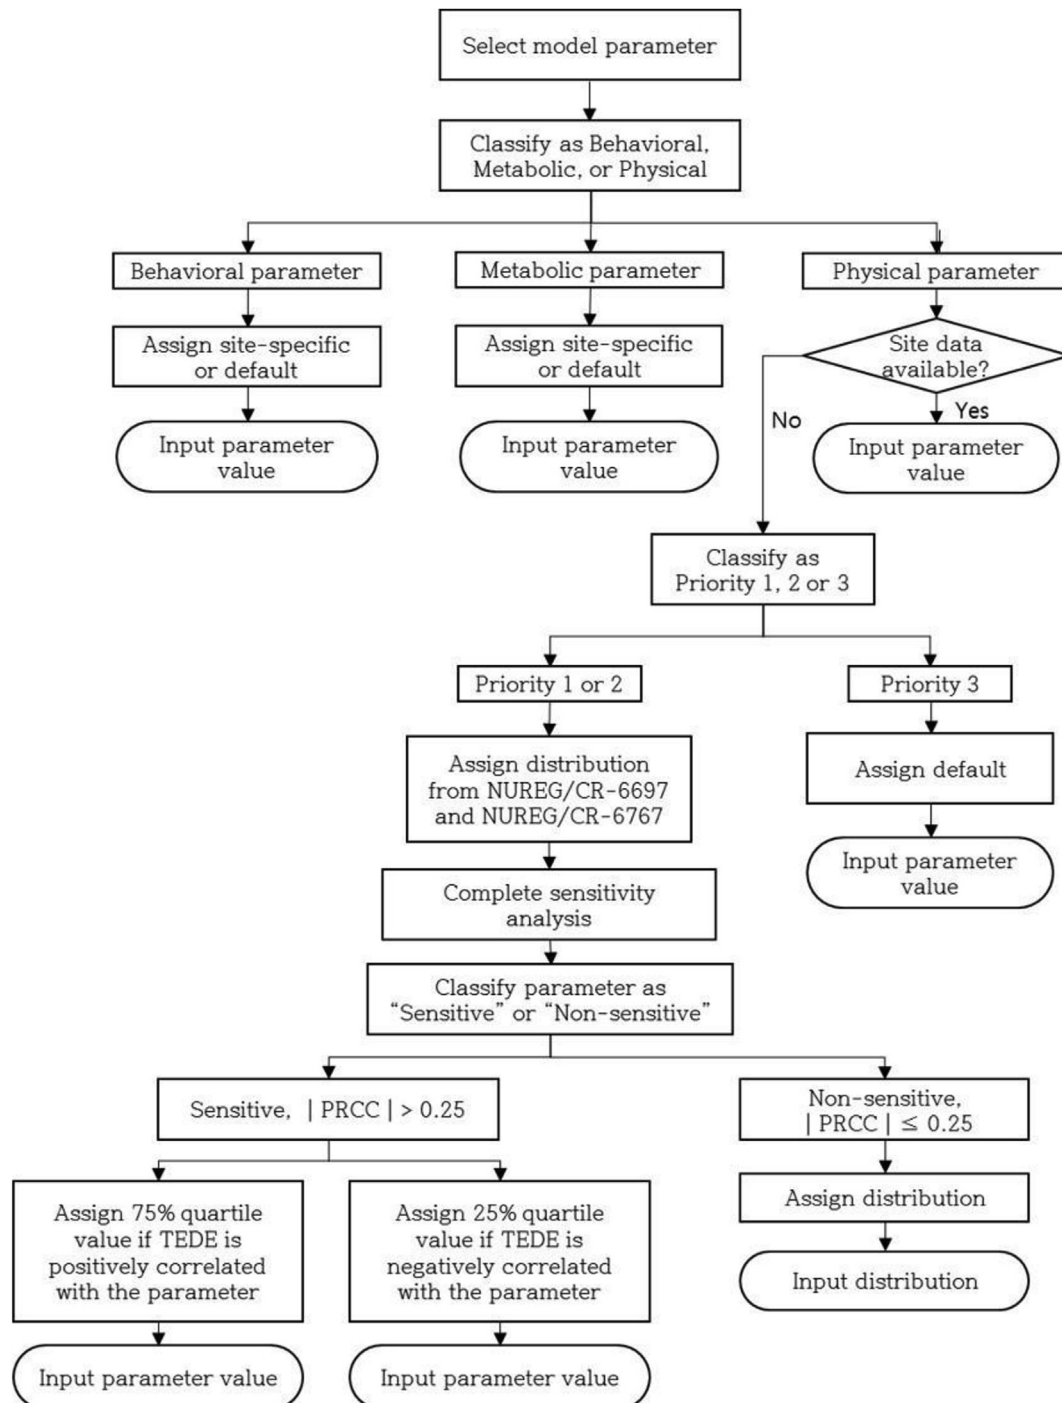 Select model parameter
Classify as Behavioral,
Metabolic, or Physical
Behavioral parameter
Metabolic parameter
Physical parameter
Assign site-specific
or default
Assign site-specific
or default
Site data
available?
No
Yes
Input parameter
value
Input parameter
value
Input parameter
value
Classify as
Priority 1, 2 or 3
Priority 1 or 2
Priority 3
Assign distribution
from NUREG/CR-6697
and NUREG/CR-6767
Assign default
Input parameter
value
Complete sensitivity
analysis
Classify parameter as
“Sensitive” or “Non-sensitive”
Sensitive, | PRCC | > 0.25
Non-sensitive,
| PRCC | ≤ 0.25
Assign 75% quartile
value if TEDE is
positively correlated
with the parameter
Assign 25% quartile
value if TEDE is
negatively correlated
with the parameter
Assign distribution
Input distribution
Input parameter value
Input parameter value